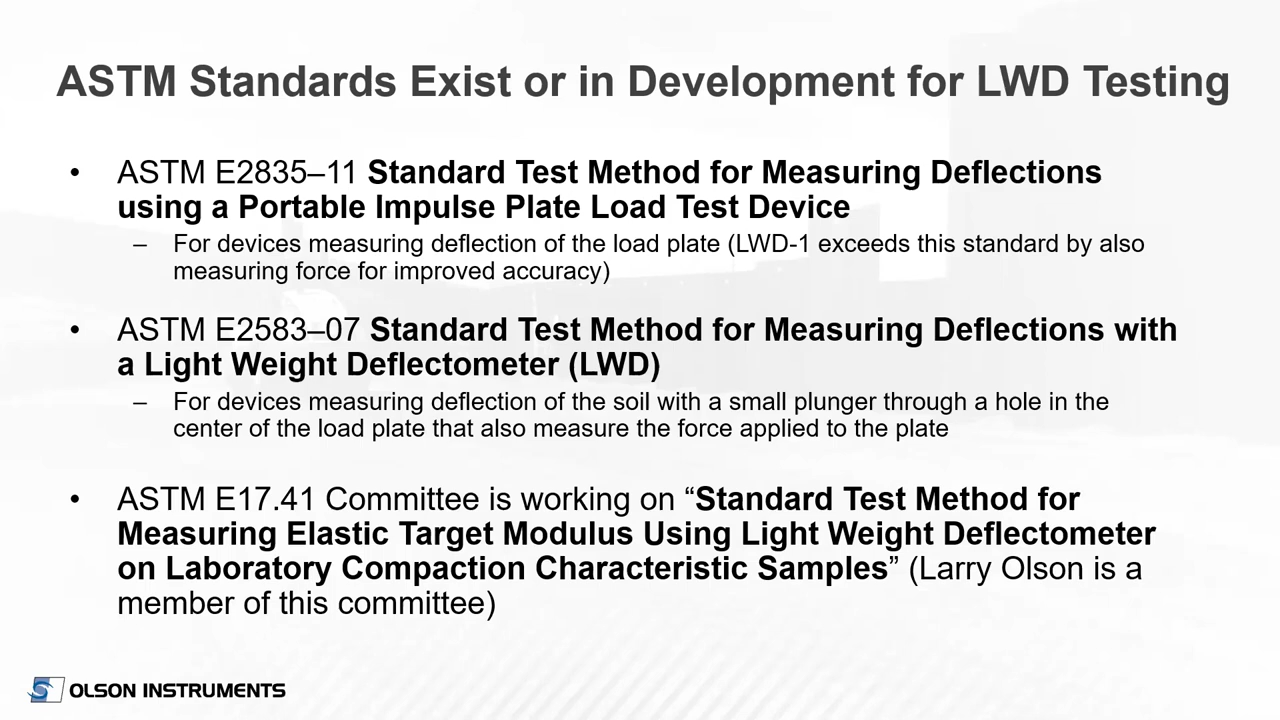 ASTM Standards Exist or in Development for LWD Testing
• ASTM E2835–11 Standard Test Method for Measuring Deflections
using a Portable Impulse Plate Load Test Device
– For devices measuring deflection of the load plate (LWD-1 exceeds this standard by also
measuring force for improved accuracy)
• ASTM E2583–07 Standard Test Method for Measuring Deflections with
a Light Weight Deflectometer (LWD)
– For devices measuring deflection of the soil with a small plunger through a hole in the
center of the load plate that also measure the force applied to the plate
• ASTM E17.41 Committee is working on “Standard Test Method for
Measuring Elastic Target Modulus Using Light Weight Deflectometer
on Laboratory Compaction Characteristic Samples” (Larry Olson is a
member of this committee)
OLSON INSTRUMENTS